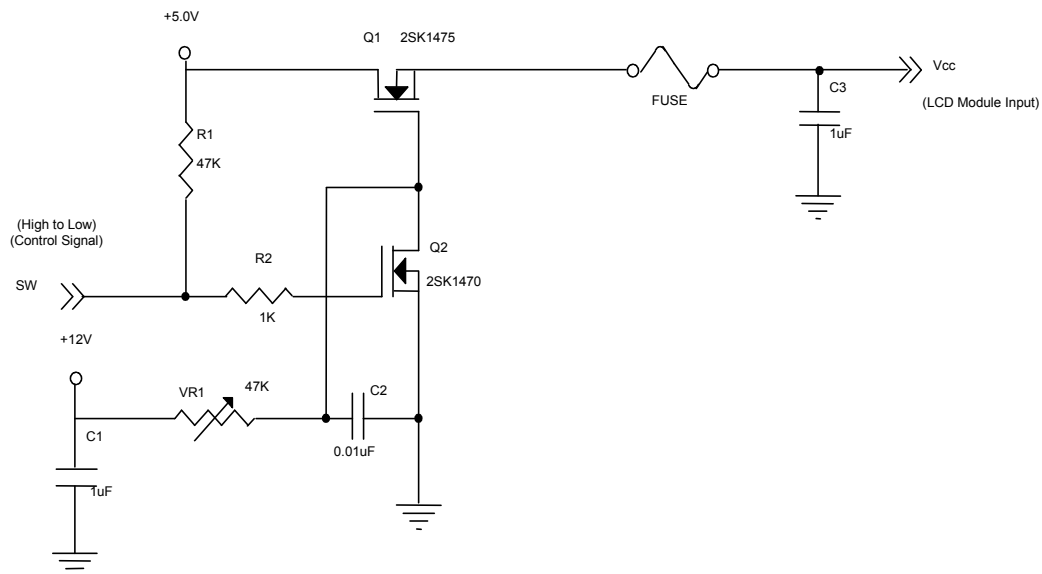 +5.0V
Q1 2SK1475
Vcc
C3
FUSE
(LCD Module Input)
R1
1uF
47K
(High to Low)
(Control Signal)
Q2
R2
2SK1470
SW
1K
+12V
VR1
47K
C2
C1
0.01uF
1uF